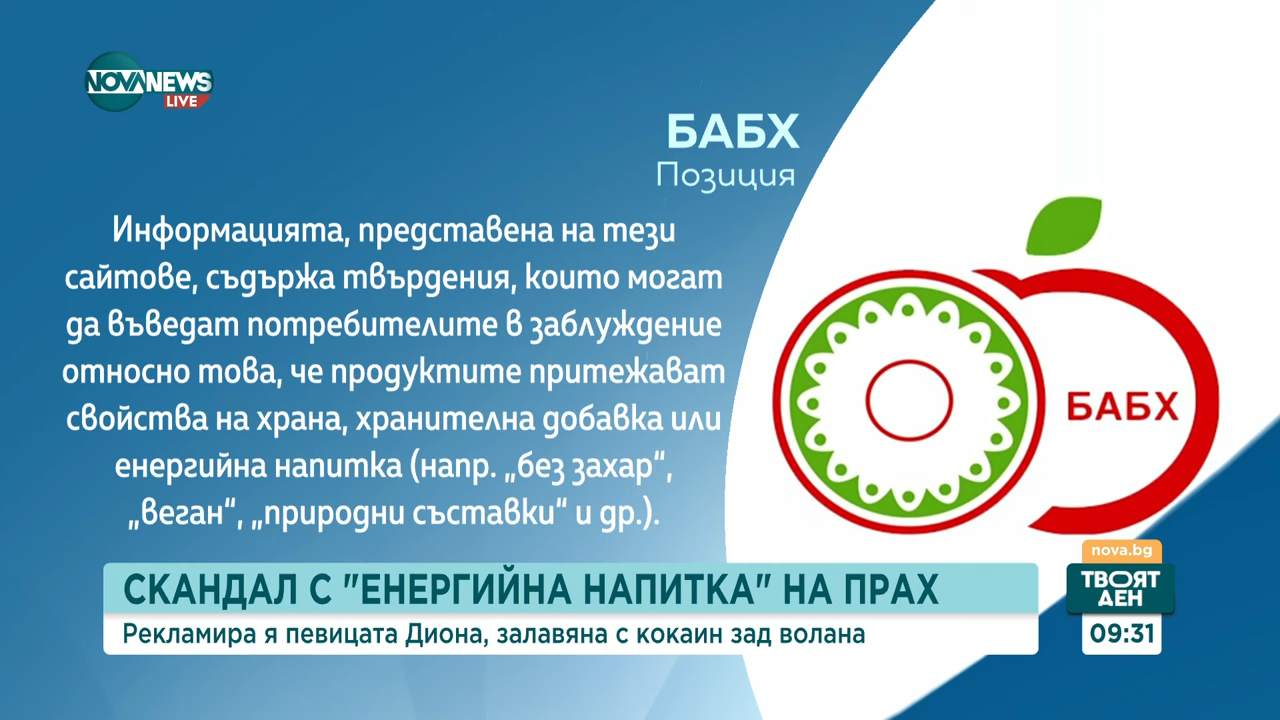 NOVANEWS
LIVE
БАБХ
Позиция
Информацията, представена на тези
сайтове, съдържа твърдения, които могат
да въведат потребителите в заблуждение
относно това, че продуктите притежават
свойства на храна, хранителна добавка или
енергийна напитка (напр. „без захар“,
„веган“, „природни съставки“ и др.).
БАБХ
СКАНДАЛ С "ЕНЕРГИЙНА НАПИТКА" НА ПРАХ
Рекламира я певицата Диона, залавяна с кокаин зад волана
nova.bg
ТВОЯТ
ДЕН
09:31